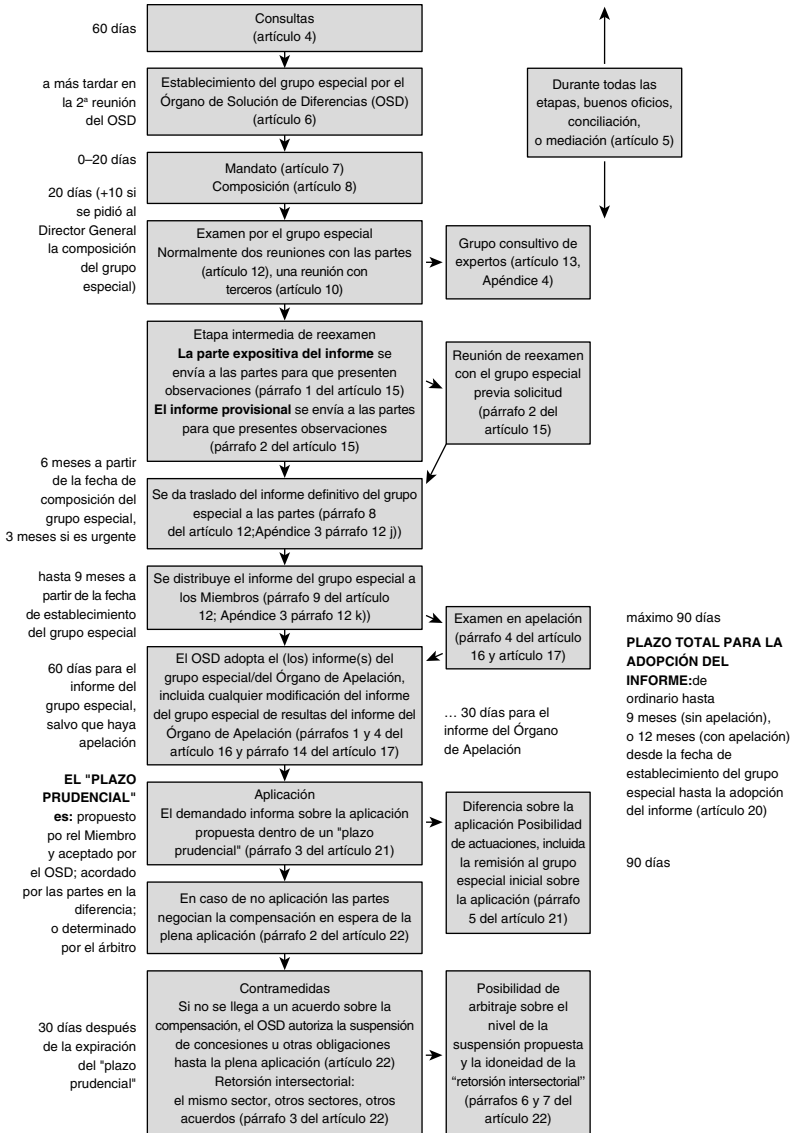 60 días
Consultas
(artículo 4)
a más tardar en
la 2ª reunión
del OSD
Establecimiento del grupo especial por el
Órgano de Solución de Diferencias (OSD)
(artículo 6)
Durante todas las
etapas, buenos oficios,
conciliación,
o mediación (artículo 5)
0–20 días
Mandato (artículo 7)
Composición (artículo 8)
20 días (+10 si
se pidió al
Director General
la composición
del grupo
especial)
Examen por el grupo especial
Normalmente dos reuniones con las partes
(artículo 12), una reunión con
terceros (artículo 10)
Grupo consultivo de
expertos (artículo 13,
Apéndice 4)
Etapa intermedia de reexamen
La parte expositiva del informe se
envía a las partes para que presenten
observaciones (párrafo 1 del artículo 15)
El informe provisional se envía a las partes
para que presentes observaciones
(párrafo 2 del artículo 15)
Reunión de reexamen
con el grupo especial
previa solicitud
(párrafo 2 del
artículo 15)
6 meses a partir
de la fecha de
composición del
grupo especial,
3 meses si es urgente
Se da traslado del informe definitivo del grupo
especial a las partes (párrafo 8
del artículo 12;Apéndice 3 párrafo 12 j))
hasta 9 meses a
partir de la fecha
de establecimiento
del grupo especial
Se distribuye el informe del grupo especial a
los Miembros (párrafo 9 del artículo
12; Apéndice 3 párrafo 12 k))
Examen en apelación
(párrafo 4 del artículo
16 y artículo 17)
máximo 90 días
PLAZO TOTAL PARA LA
ADOPCIÓN DEL
INFORME:de
ordinario hasta
9 meses (sin apelación),
o 12 meses (con apelación)
desde la fecha de
establecimiento del grupo
especial hasta la adopción
del informe (artículo 20)
60 días para el
informe del
grupo especial,
salvo que haya
apelación
El OSD adopta el (los) informe(s) del
grupo especial/del Órgano de Apelación,
incluida cualquier modificación del informe
del grupo especial de resultas del informe del
Órgano de Apelación (párrafos 1 y 4 del
artículo 16 y párrafo 14 del artículo 17)
… 30 días para el
informe del Órgano
de Apelación
EL "PLAZO
PRUDENCIAL"
es: propuesto
po rel Miembro
y aceptado por
el OSD; acordado
por las partes en la
diferencia;
o determinado
por el árbitro
Aplicación
El demandado informa sobre la aplicación
propuesta dentro de un "plazo
prudencial" (párrafo 3 del artículo 21)
Diferencia sobre la
aplicación Posibilidad
de actuaciones, incluida
la remisión al grupo
especial inicial sobre
la aplicación (párrafo
5 del artículo 21)
90 días
En caso de no aplicación las partes
negocian la compensación en espera de la
plena aplicación (párrafo 2 del artículo 22)
30 días después
de la expiración
del "plazo
prudencial"
Contramedidas
Si no se llega a un acuerdo sobre la
compensación, el OSD autoriza la suspensión
de concesiones u otras obligaciones
hasta la plena aplicación (artículo 22)
Retorsión intersectorial:
el mismo sector, otros sectores, otros
acuerdos (párrafo 3 del artículo 22)
Posibilidad de
arbitraje sobre el
nivel de la
suspensión propuesta
y la idoneidad de la
“retorsión intersectorial”
(párrafos 6 y 7 del
artículo 22)